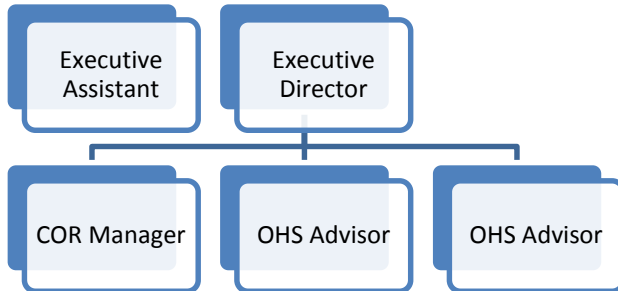 Executive
Assistant
Executive
Director
COR Manager
OHS Advisor
OHS Advisor